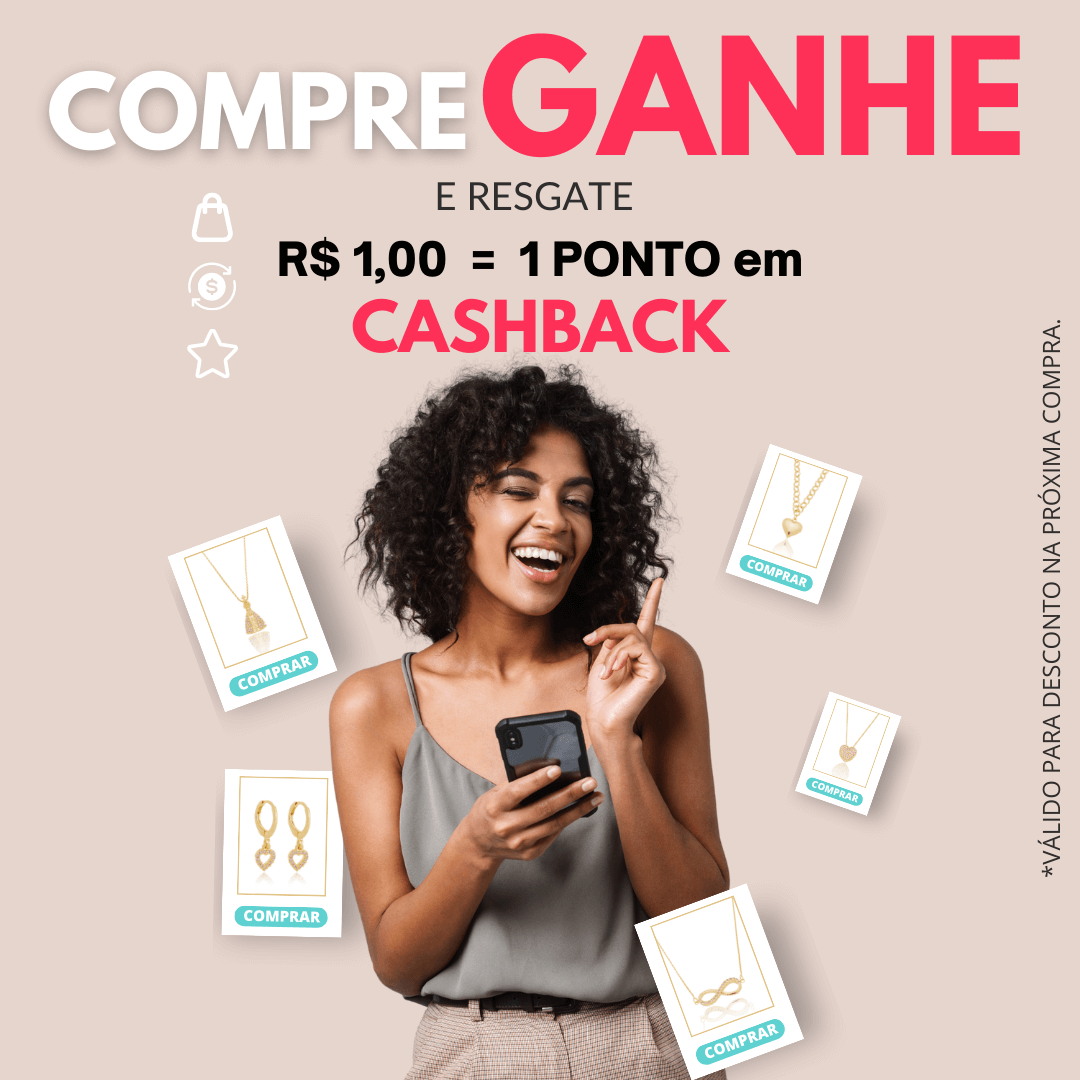 COMPRE GANHE
E RESGATE
R$ 1,00 = 1 PONTO em
CASHBACK
COMPRAR
COMPRAR
COMPRAR
COMPRAR
COMPRAR
*VÁLIDO PARA DESCONTO NA PRÓXIMA COMPRA.